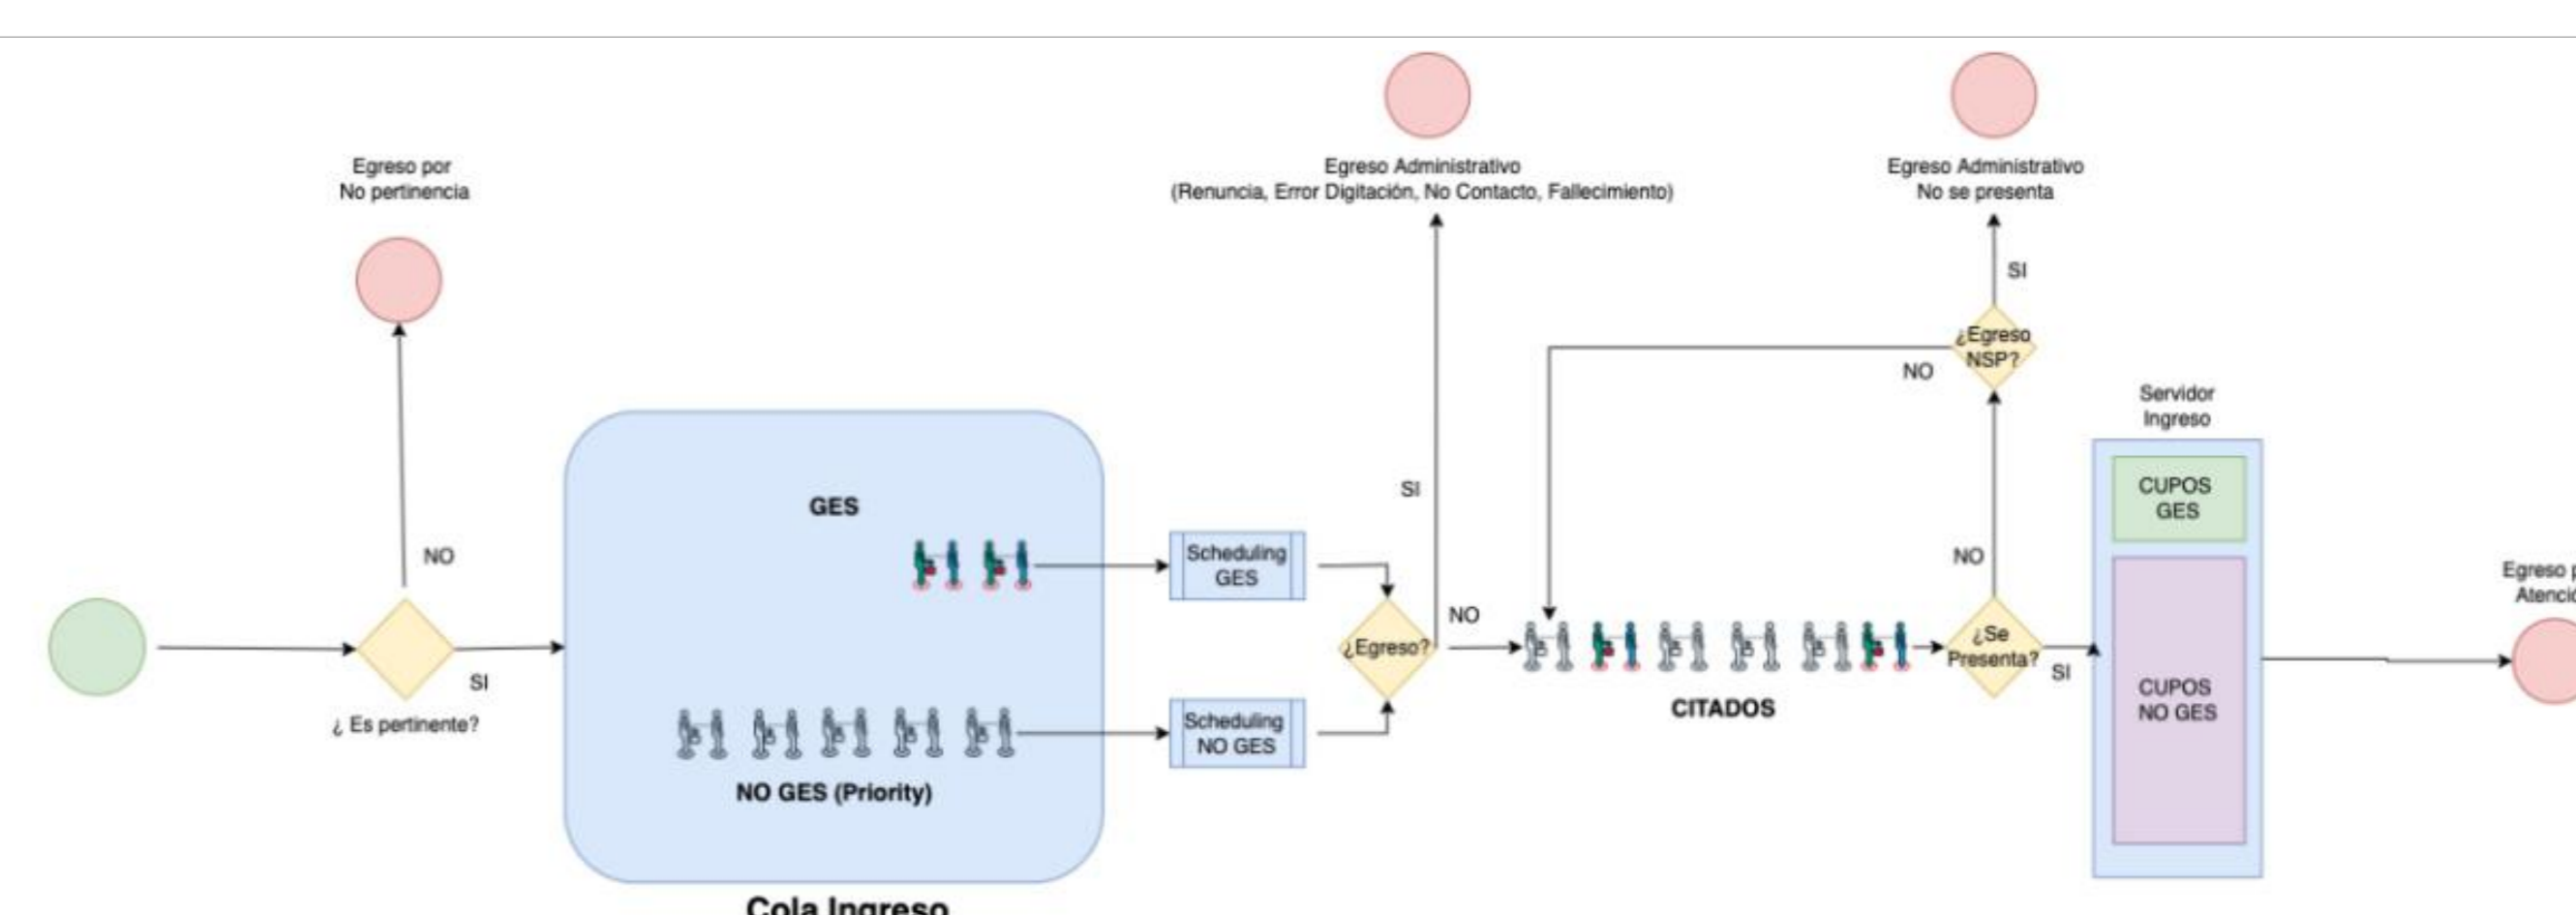 Egreso por
No pertinencia
NO
SI
¿ Es pertinente?
GES
NO GES (Priority)
Cola Ingreso
Scheduling
GES
Scheduling
NO GES
Egreso Administrativo
(Renuncia, Error Digitación, No Contacto, Fallecimiento)
SI
¿Egreso?
NO
CITADOS
Egreso Administrativo
No se presenta
SI
¿Egreso
NSP?
NO
NO
¿Se
Presenta?
SI
Servidor
Ingreso
CUPOS
GES
CUPOS
NO GES
Egreso